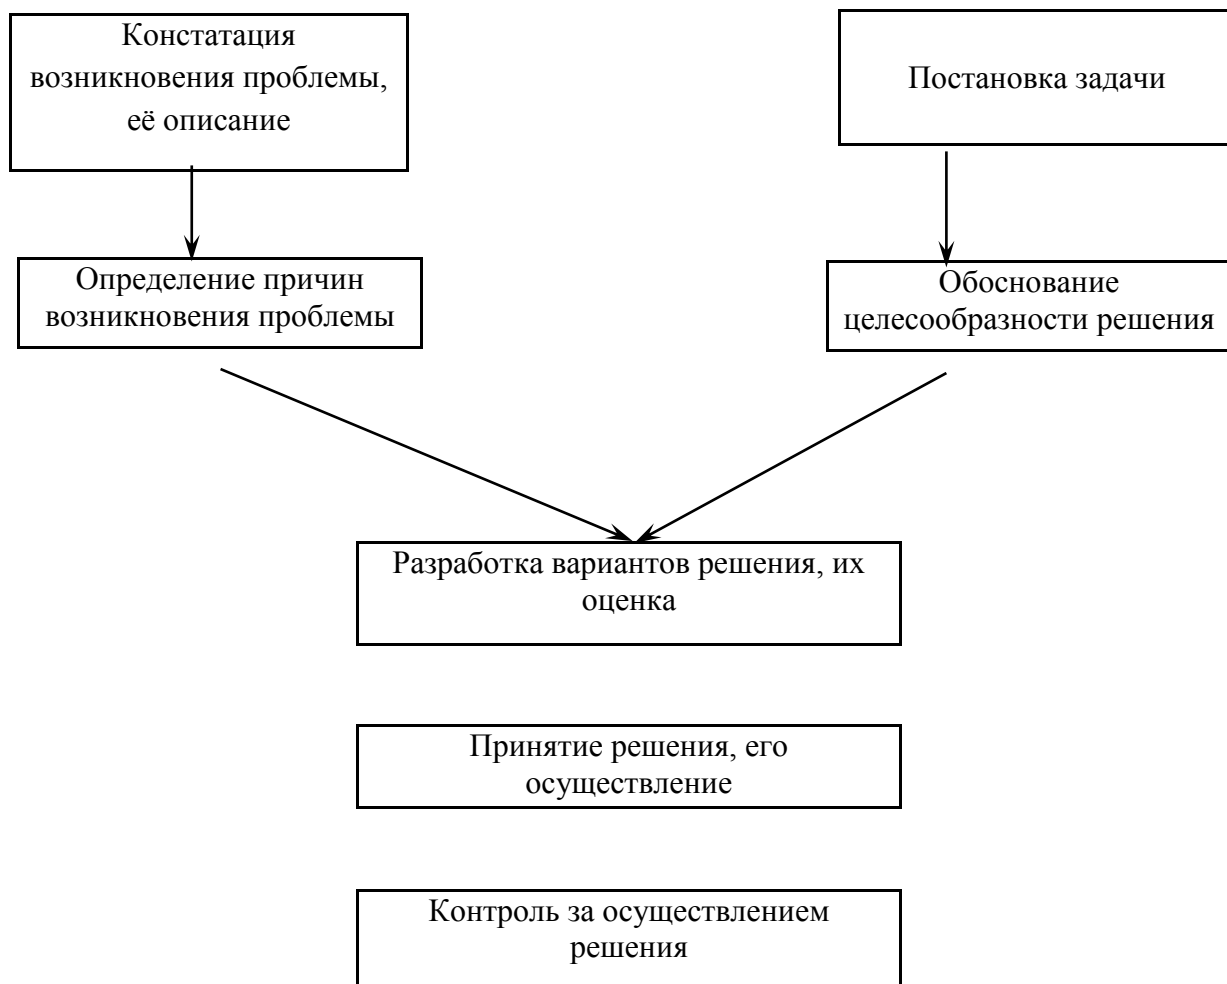 Констатация
возникновения проблемы,
её описание
Постановка задачи
Определение причин
возникновения проблемы
Обоснование
целесообразности решения
Разработка вариантов решения, их
оценка
Принятие решения, его
осуществление
Контроль за осуществлением
решения